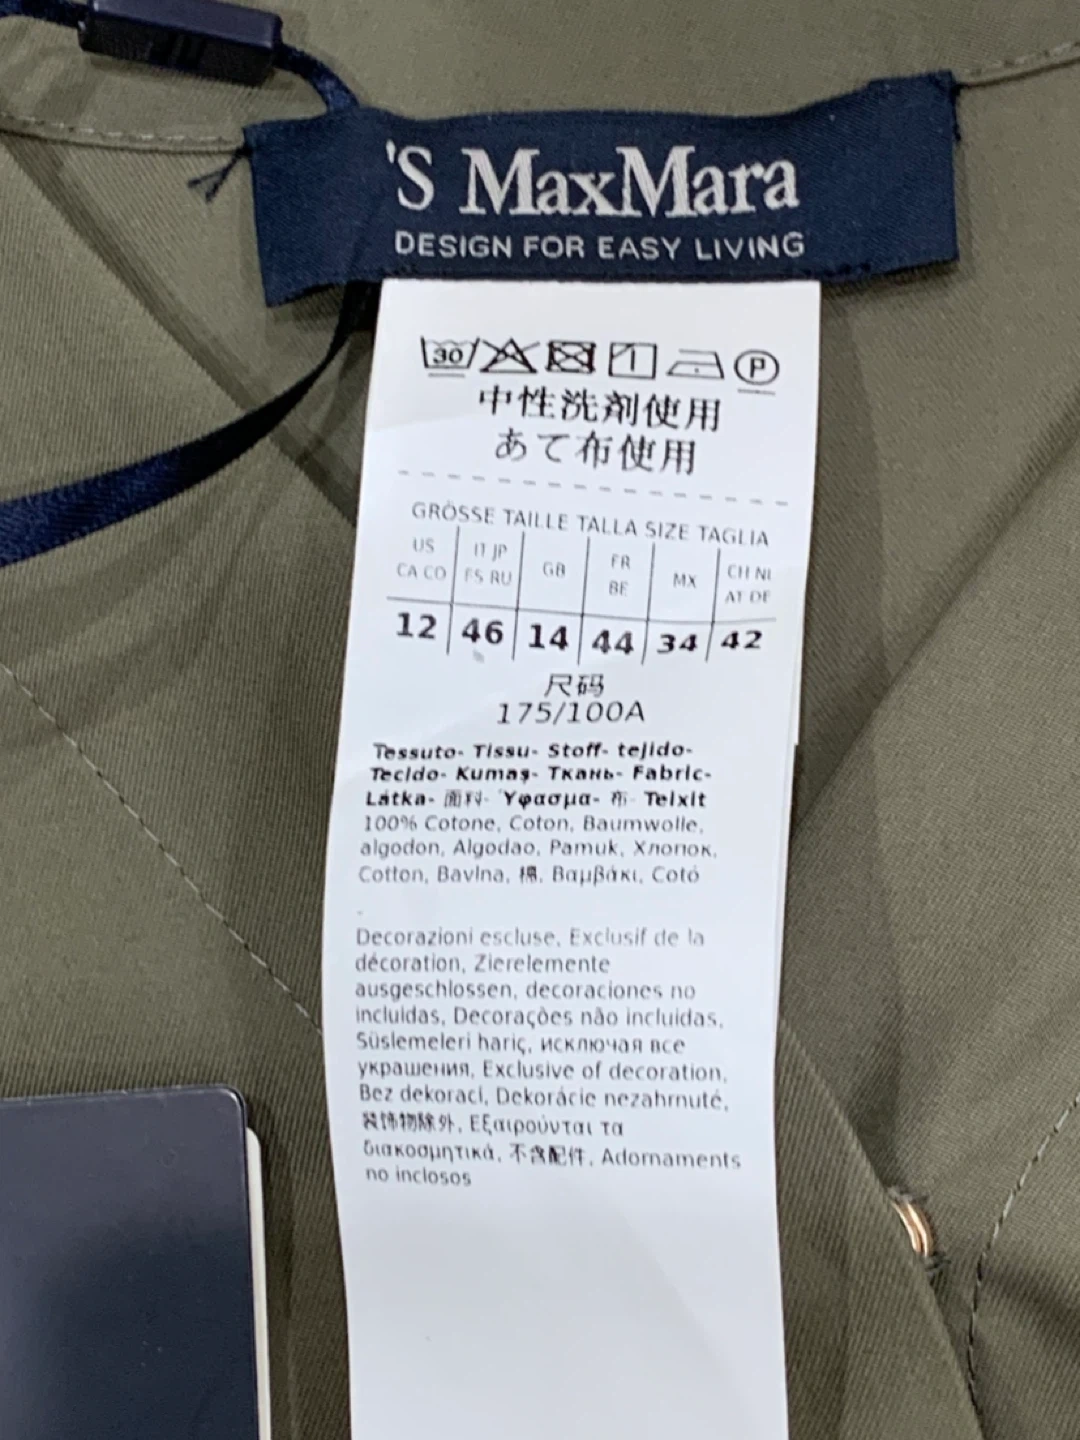 'S MaxMara
DESIGN FOR EASY LIVING
30
P
中性洗剤使用
あて布使用
GRÖSSE TAILLE TALLA SIZE TAGLIA
US IT JP GB FR MX CH NL
CA CO ES RU BE AT DE
12 46 14 44 34 42
尺码
175/100A
Tessuto- Tissu- Stoff- tejido-
Tecido- Kumaş- Ткань- Fabric-
Látka- 面料- Ύφασμα- 布- Teixit
100% Cotone, Coton, Baumwolle,
algodon, Algodao, Pamuk, Хлопок,
Cotton, Bavlna, 棉, Βαμβάκι, Cotó
.
Decorazioni escluse, Exclusif de la
décoration, Zierelemente
ausgeschlossen, decoraciones no
incluidas, Decorações não incluidas,
Süslemeleri hariç, исключая все
украшения, Exclusive of decoration,
Bez dekorací, Dekorácie nezahrnuté,
装饰物除外, Εξαιρούνται τα
διακοσμητικά, 不含配件, Adornaments
no inclosos